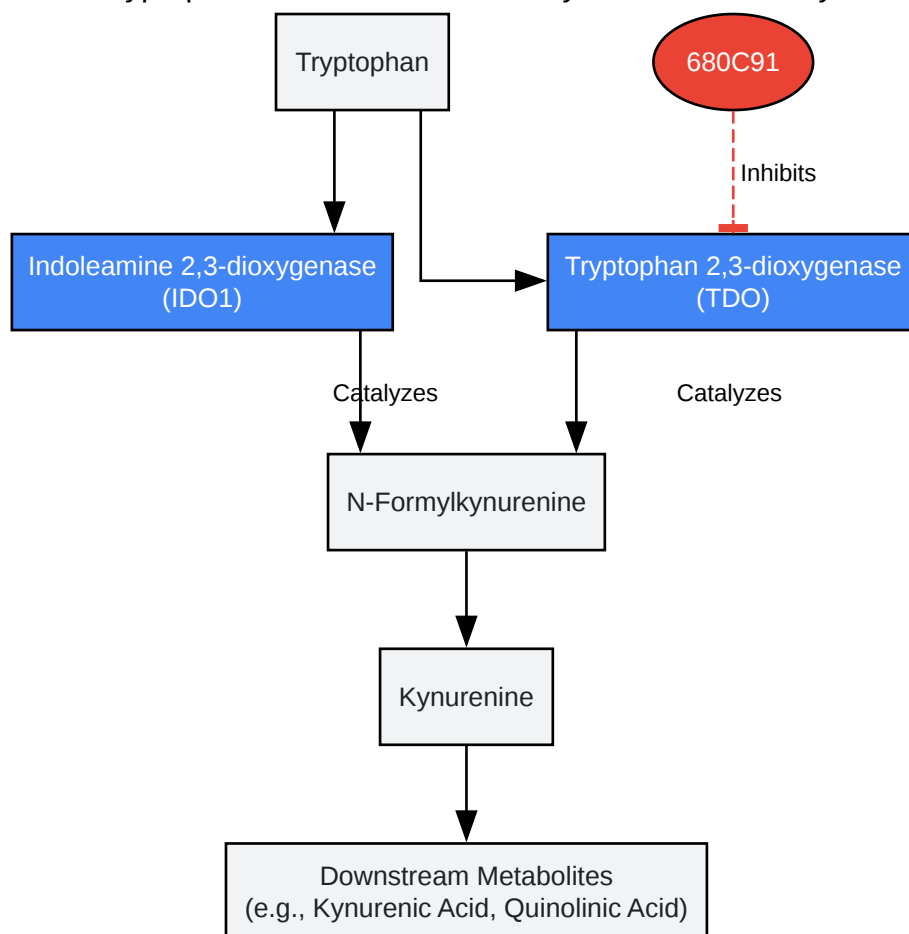 Tryptophan
680C91
Inhibits
Indoleamine 2,3-dioxygenase
(IDO1)
Tryptophan 2,3-dioxygenase
(TDO)
Catalyzes
Catalyzes
N-Formylkynurenine
Kynurenine
Downstream Metabolites
(e.g., Kynurenic Acid, Quinolinic Acid)